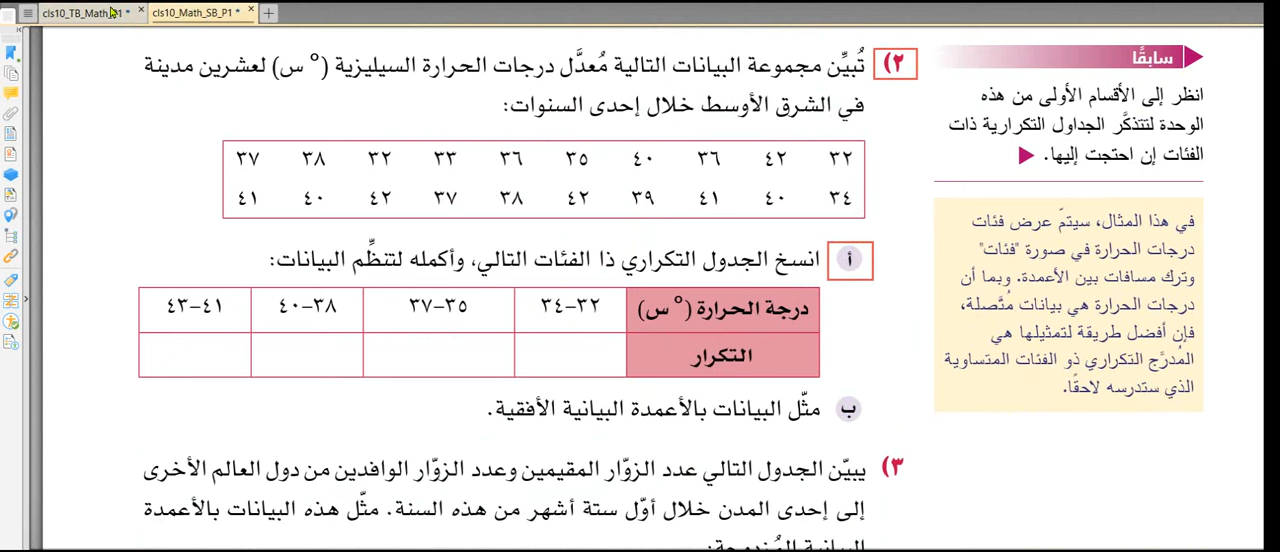 cls10_TB_Math_P1 *
cls10_Math_SB_P1 *
٢) تُبيِّن مجموعة البيانات التالية مُعدَّل درجات الحرارة السيليزية (° س) لعشرين مدينة
في الشرق الأوسط خلال إحدى السنوات:
٣٢ ٤٢ ٣٦ ٤٠ ٣٥ ٣٦ ٣٣ ٣٢ ٣٨ ٣٧
٣٤ ٤٠ ٤١ ٣٩ ٤٢ ٣٨ ٣٧ ٤٢ ٤٠ ٤١
أ انسخ الجدول التكراري ذا الفئات التالي، وأكمله لتنظِّم البيانات:
درجة الحرارة (° س) ٣٢-٣٤ ٣٥-٣٧ ٣٨-٤٠ ٤١-٤٣
التكرار
ب مثّل البيانات بالأعمدة البيانية الأفقية.
٣) يبيّن الجدول التالي عدد الزوّار المقيمين وعدد الزوّار الوافدين من دول العالم الأخرى
إلى إحدى المدن خلال أوّل ستة أشهر من هذه السنة. مثّل هذه البيانات بالأعمدة
البيانية المُزدوجة:
سابقًا
انظر إلى الأقسام الأولى من هذه
الوحدة لتتذكَّر الجداول التكرارية ذات
الفئات إن احتجت إليها.
في هذا المثال، سيتمّ عرض فئات
درجات الحرارة في صورة "فئات"
وترك مسافات بين الأعمدة. وبما أن
درجات الحرارة هي بيانات مُتَّصلة،
فإن أفضل طريقة لتمثيلها هي
المُدرَّج التكراري ذو الفئات المتساوية
الذي ستدرسه لاحقًا.